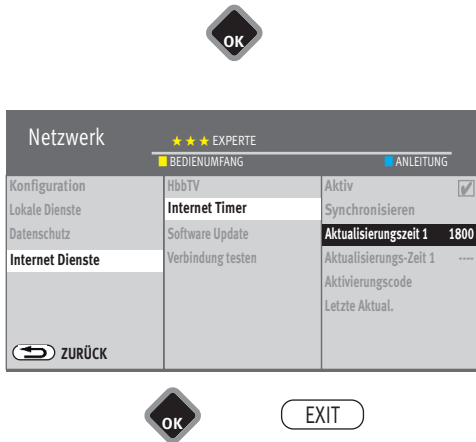 OK
Netzwerk
★ ★ ★ EXPERTE
BEDIENUMFANG
ANLEITUNG
Konfiguration
Lokale Dienste
Datenschutz
Internet Dienste
HbbTV
Internet Timer
Software Update
Verbindung testen
Aktiv
Synchronisieren
Aktualisierungszeit 1 1800
Aktualisierungs-Zeit 1 ----
Aktivierungscode
Letzte Aktual.
ZURÜCK
OK
EXIT